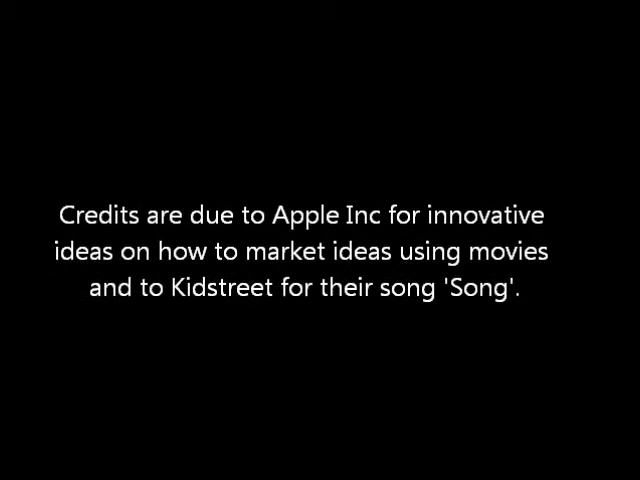 Credits are due to Apple Inc for innovative
ideas on how to market ideas using movies
and to Kidstreet for their song 'Song'.